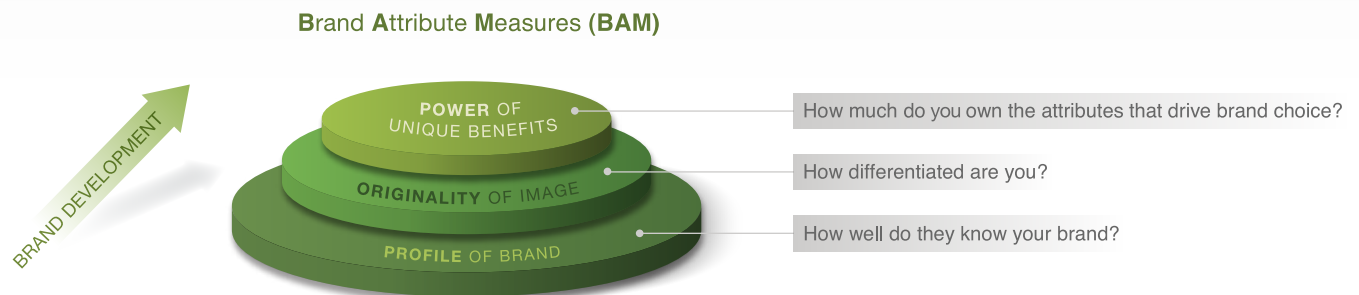 Brand Attribute Measures (BAM)
BRAND DEVELOPMENT
POWER OF
UNIQUE BENEFITS
How much do you own the attributes that drive brand choice?
ORIGINALITY OF IMAGE
How differentiated are you?
PROFILE OF BRAND
How well do they know your brand?